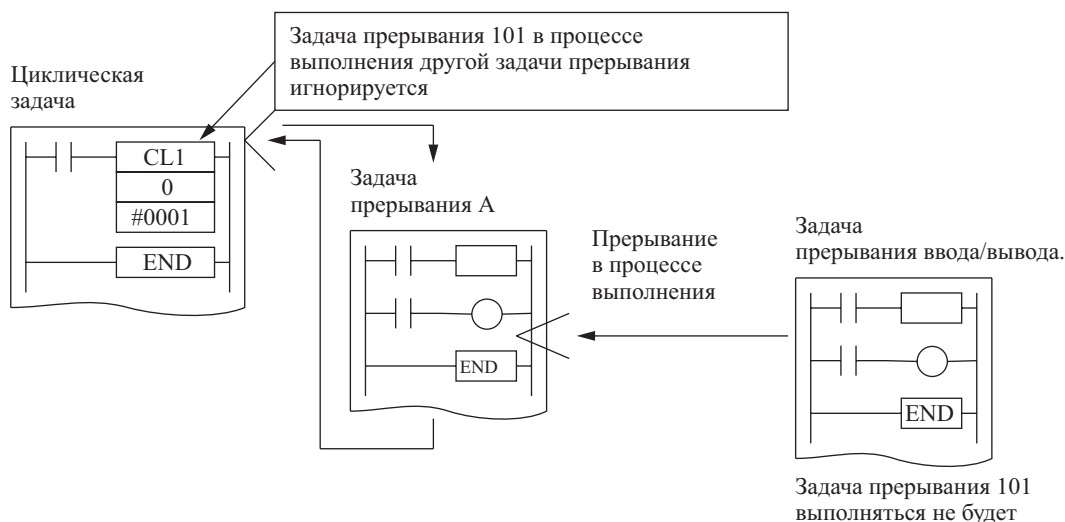 Задача прерывания 101 в процессе
выполнения другой задачи прерывания
игнорируется
Циклическая
задача
CL1
0
#0001
END
Задача
прерывания А
END
Прерывание
в процессе
выполнения
Задача
прерывания ввода/вывода.
END
Задача прерывания 101
выполняться не будет